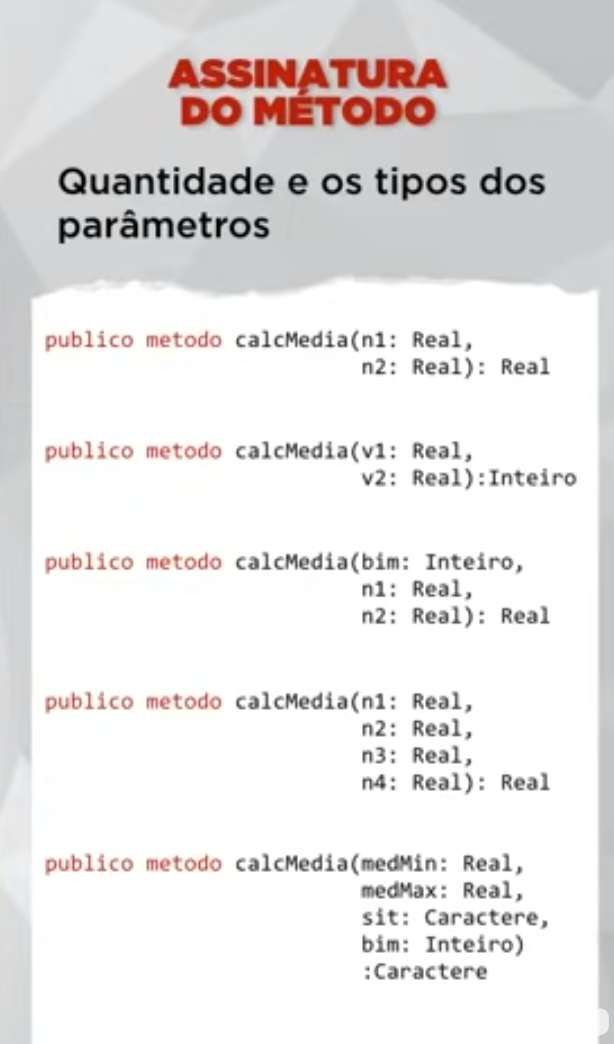 ASSINATURA
DO MÉTODO
Quantidade e os tipos dos
parâmetros
publico metodo calcMedia(n1: Real,
n2: Real): Real
publico metodo calcMedia(v1: Real,
v2: Real):Inteiro
publico metodo calcMedia(bim: Inteiro,
n1: Real,
n2: Real): Real
publico metodo calcMedia(n1: Real,
n2: Real,
n3: Real,
n4: Real): Real
publico metodo calcMedia(medMin: Real,
medMax: Real,
sit: Caractere,
bim: Inteiro)
:Caractere